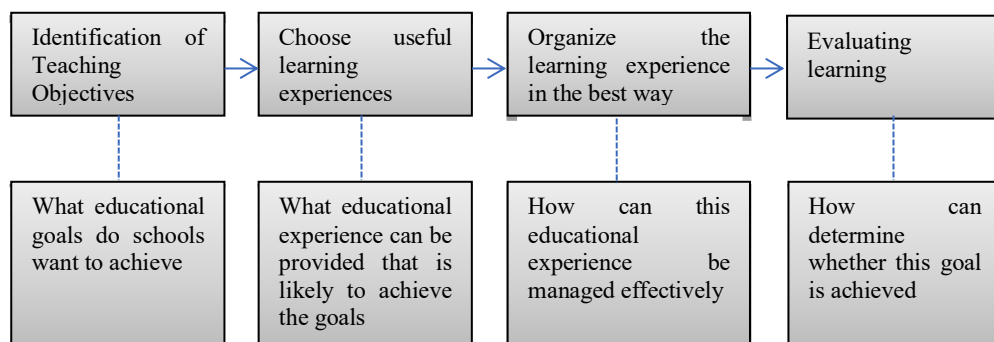 Identification of
Teaching
Objectives
Choose useful
learning
experiences
Organize the
learning experience
in the best way
Evaluating
learning
What educational
goals do schools
want to achieve
What educational
experience can be
provided that is
likely to achieve
the goals
How can this
educational
experience be
managed effectively
How can
determine
whether this goal
is achieved